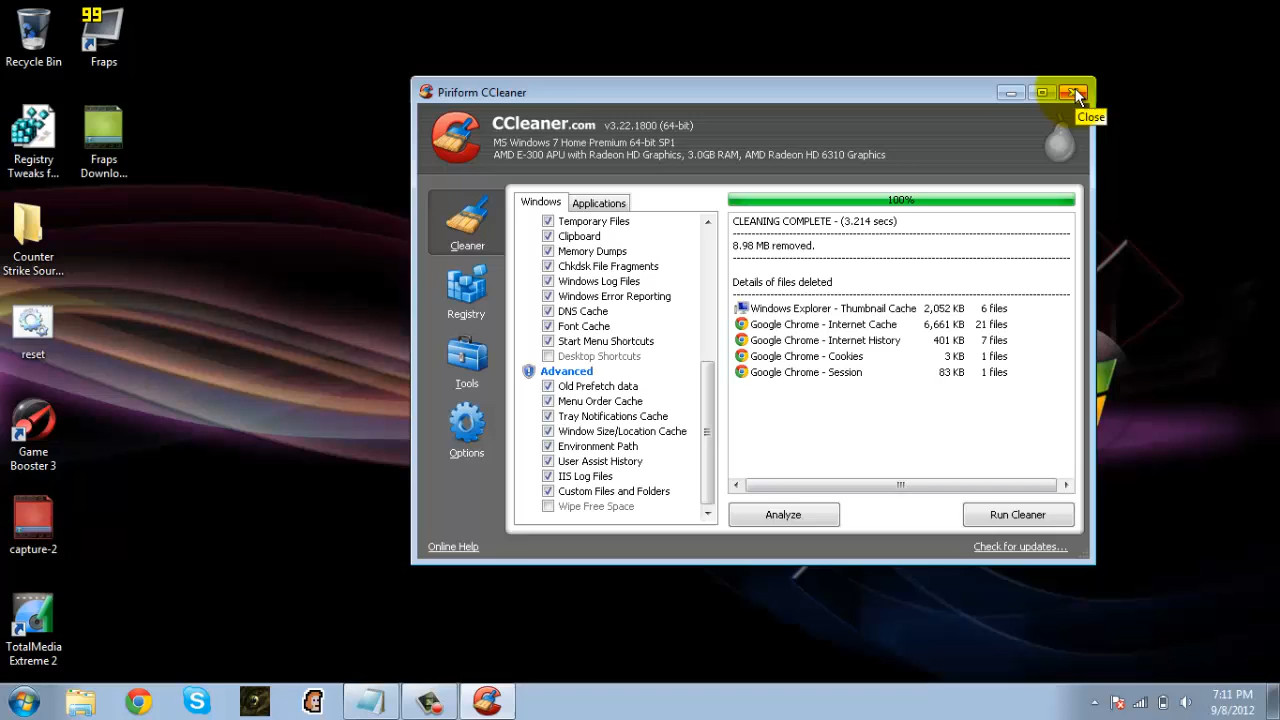 99
Recycle Bin
Fraps
Registry
Tweaks f...
Fraps
Downlo...
Counter
Strike Sour...
reset
Game
Booster 3
capture-2
TotalMedia
Extreme 2
Piriform CCleaner
Close
CCleaner.com v3.22.1800 (64-bit)
MS Windows 7 Home Premium 64-bit SP1
AMD E-300 APU with Radeon HD Graphics, 3.0GB RAM, AMD Radeon HD 6310 Graphics
Cleaner
Registry
Tools
Options
Windows Applications
Temporary Files
Clipboard
Memory Dumps
Chkdsk File Fragments
Windows Log Files
Windows Error Reporting
DNS Cache
Font Cache
Start Menu Shortcuts
Desktop Shortcuts
Advanced
Old Prefetch data
Menu Order Cache
Tray Notifications Cache
Window Size/Location Cache
Environment Path
User Assist History
IIS Log Files
Custom Files and Folders
Wipe Free Space
100%
CLEANING COMPLETE - (3.214 secs)
8.98 MB removed.
Details of files deleted
Windows Explorer - Thumbnail Cache 2,052 KB 6 files
Google Chrome - Internet Cache 6,661 KB 21 files
Google Chrome - Internet History 401 KB 7 files
Google Chrome - Cookies 3 KB 1 files
Google Chrome - Session 83 KB 1 files
Analyze
Run Cleaner
Online Help
Check for updates...
7:11 PM
9/8/2012